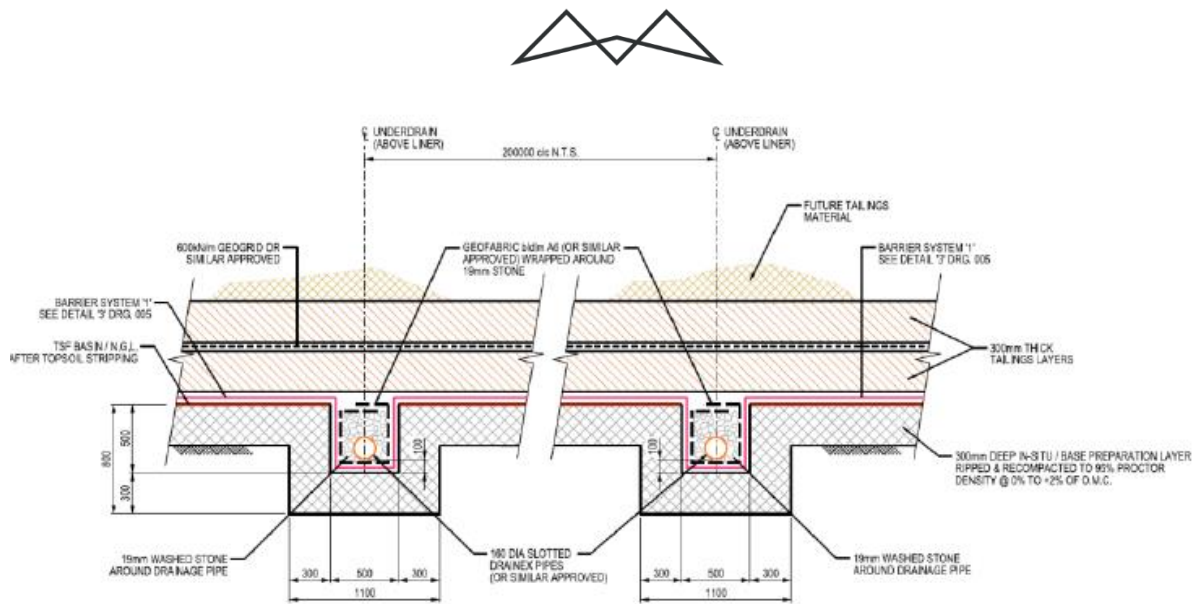 ℄ UNDERDRAIN
(ABOVE LINER)
℄ UNDERDRAIN
(ABOVE LINER)
200000 c/c N.T.S.
FUTURE TAILINGS
MATERIAL
600kN/m GEOGRID OR
SIMILAR APPROVED
GEOFABRIC bidim A6 (OR SIMILAR
APPROVED) WRAPPED AROUND
19mm STONE
BARRIER SYSTEM '1'
SEE DETAIL '3' DRG. 005
BARRIER SYSTEM '1'
SEE DETAIL '3' DRG. 005
TSF BASIN / N.G.L.
AFTER TOPSOIL STRIPPING
300mm THICK
TAILINGS LAYERS
800
500
300
100
100
300mm DEEP IN-SITU / BASE PREPARATION LAYER
RIPPED & RECOMPACTED TO 95% PROCTOR
DENSITY @ 0% TO +2% OF O.M.C.
19mm WASHED STONE
AROUND DRAINAGE PIPE
160 DIA SLOTTED
DRAINEX PIPES
(OR SIMILAR APPROVED)
19mm WASHED STONE
AROUND DRAINAGE PIPE
300 500 300
1100
300 500 300
1100